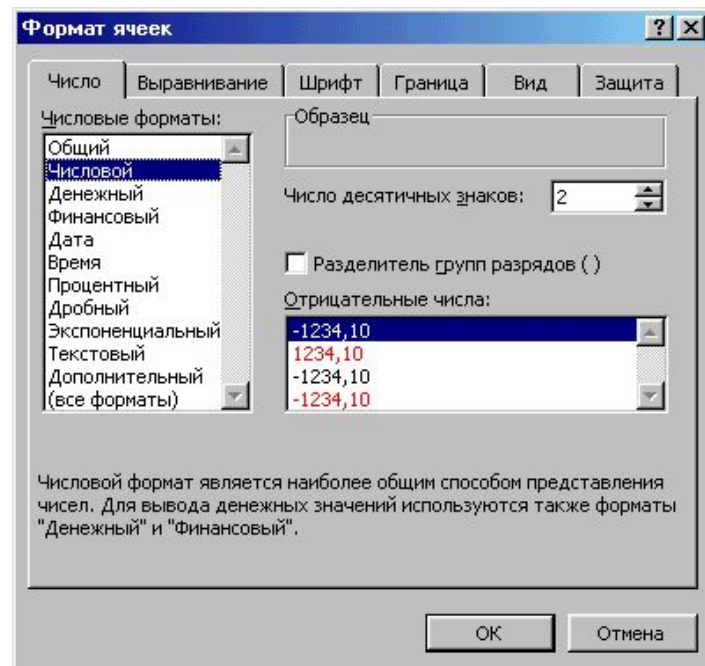 Формат ячеек
Число Выравнивание Шрифт Граница Вид Защита
Числовые форматы:
Общий
Числовой
Денежный
Финансовый
Дата
Время
Процентный
Дробный
Экспоненциальный
Текстовый
Дополнительный
(все форматы)
Образец
Число десятичных знаков: 2
Разделитель групп разрядов ( )
Отрицательные числа:
-1234,10
1234,10
-1234,10
-1234,10
Числовой формат является наиболее общим способом представления
чисел. Для вывода денежных значений используются также форматы
"Денежный" и "Финансовый".
ОК Отмена